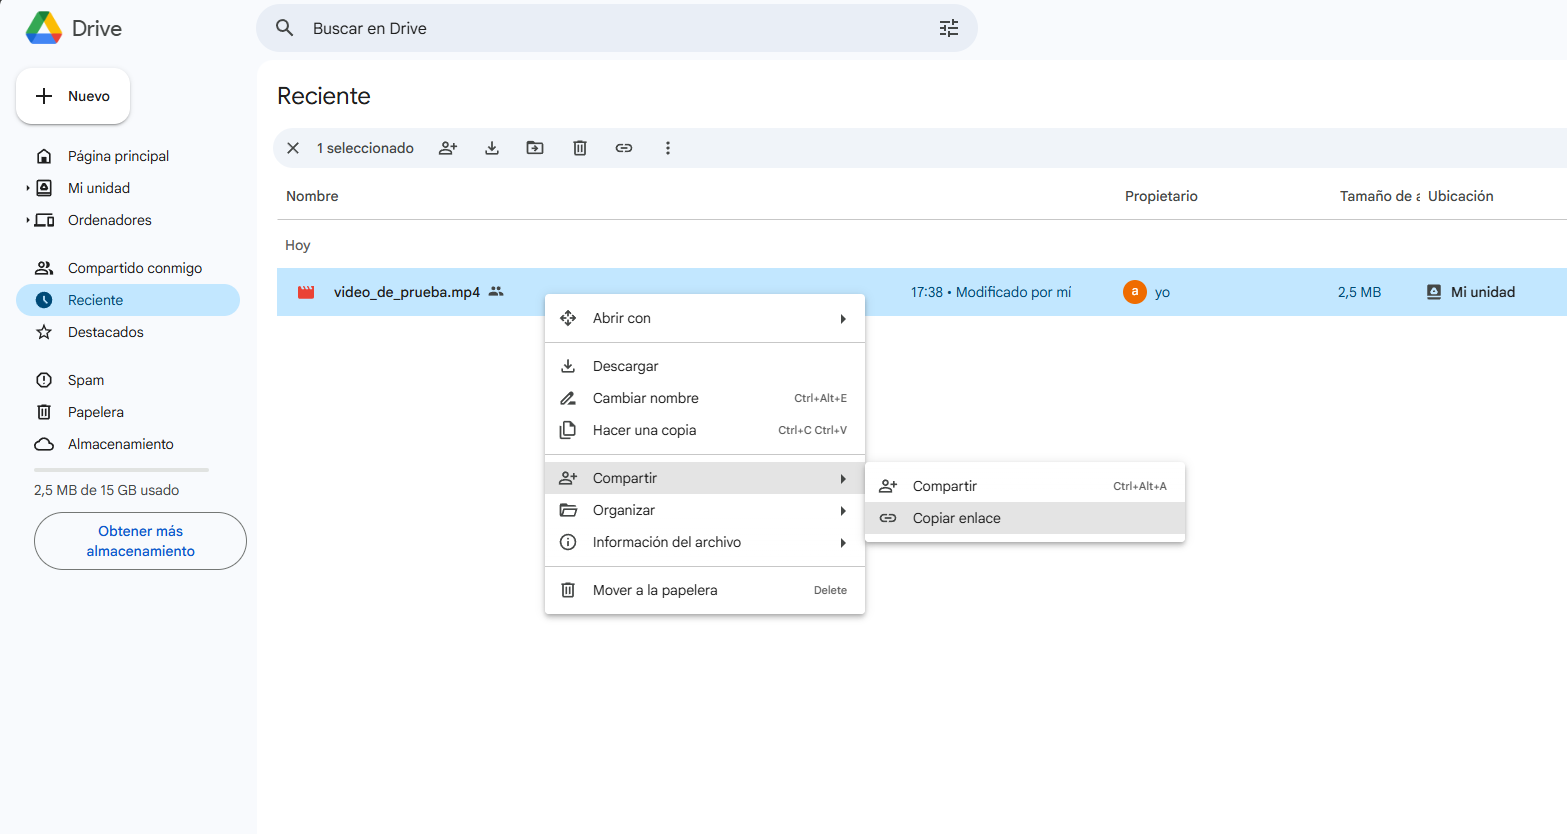 Drive
Buscar en Drive
Nuevo
Página principal
Mi unidad
Ordenadores
Compartido conmigo
Reciente
Destacados
Spam
Papelera
Almacenamiento
2,5 MB de 15 GB usado
Obtener más
almacenamiento
Reciente
1 seleccionado
Nombre Propietario Tamaño de a Ubicación
Hoy
video_de_prueba.mp4 17:38 • Modificado por mí a yo 2,5 MB Mi unidad
Abrir con
Descargar
Cambiar nombre Ctrl+Alt+E
Hacer una copia Ctrl+C Ctrl+V
Compartir
Organizar
Información del archivo
Mover a la papelera Delete
Compartir Ctrl+Alt+A
Copiar enlace